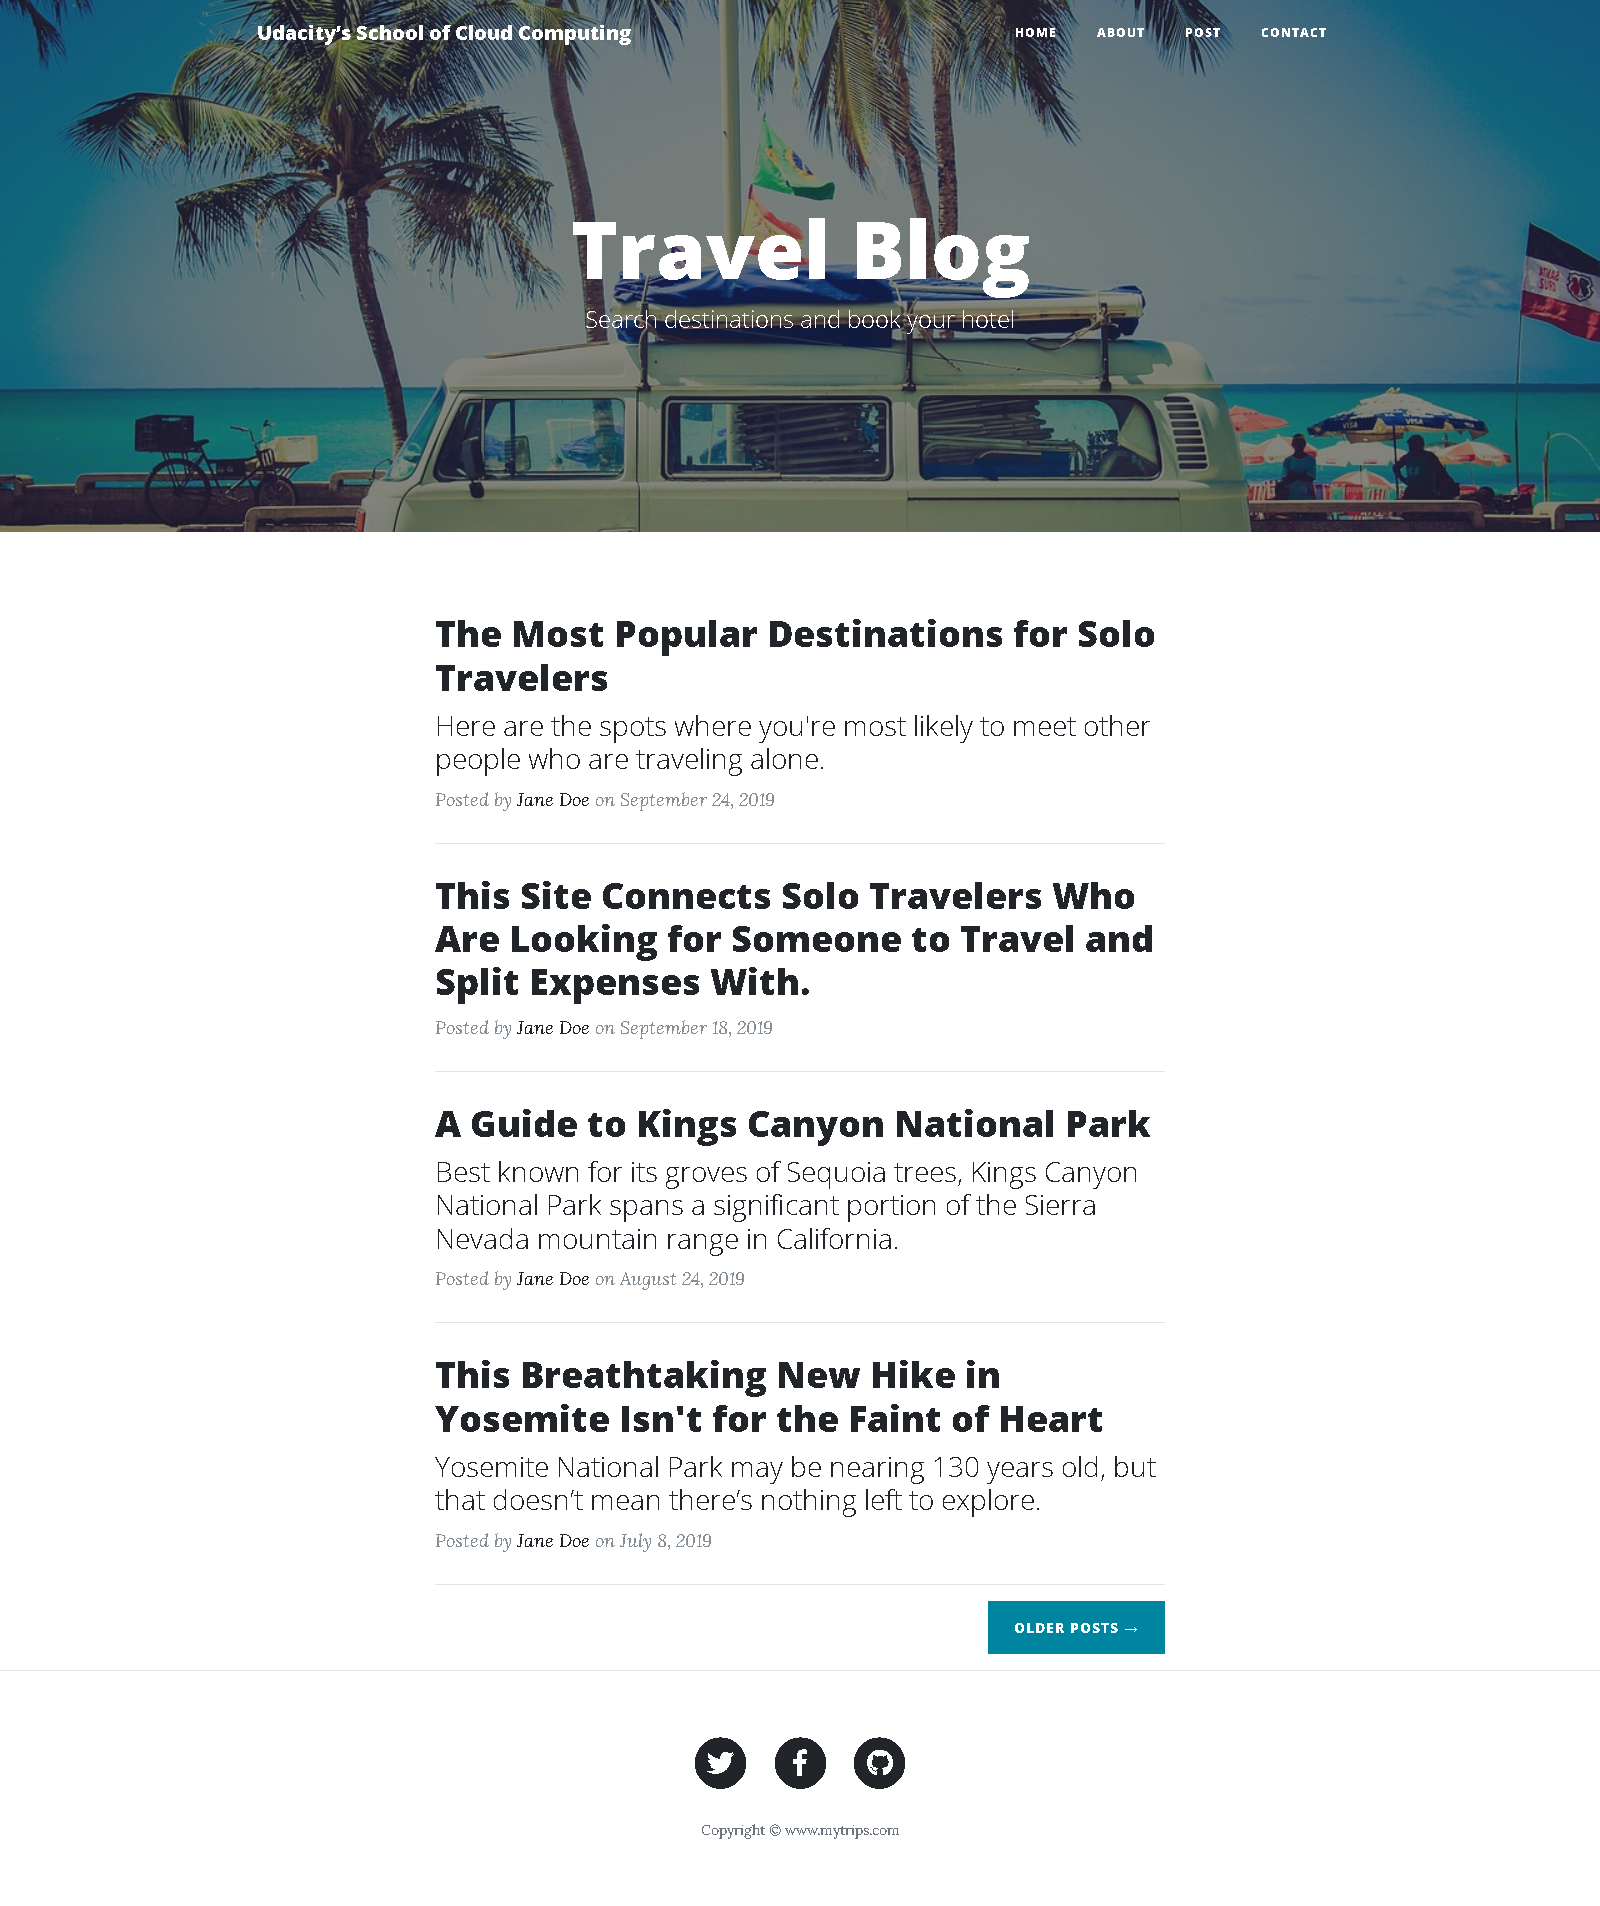 Udacity's School of Cloud Computing
HOME ABOUT POST CONTACT
Travel Blog
Search destinations and book your hotel
SANTA
CRUZ
VISA
VISA
The Most Popular Destinations for Solo
Travelers
Here are the spots where you're most likely to meet other
people who are traveling alone.
Posted by Jane Doe on September 24, 2019
This Site Connects Solo Travelers Who
Are Looking for Someone to Travel and
Split Expenses With.
Posted by Jane Doe on September 18, 2019
A Guide to Kings Canyon National Park
Best known for its groves of Sequoia trees, Kings Canyon
National Park spans a significant portion of the Sierra
Nevada mountain range in California.
Posted by Jane Doe on August 24, 2019
This Breathtaking New Hike in
Yosemite Isn't for the Faint of Heart
Yosemite National Park may be nearing 130 years old, but
that doesn’t mean there’s nothing left to explore.
Posted by Jane Doe on July 8, 2019
OLDER POSTS →
Copyright © www.mytrips.com